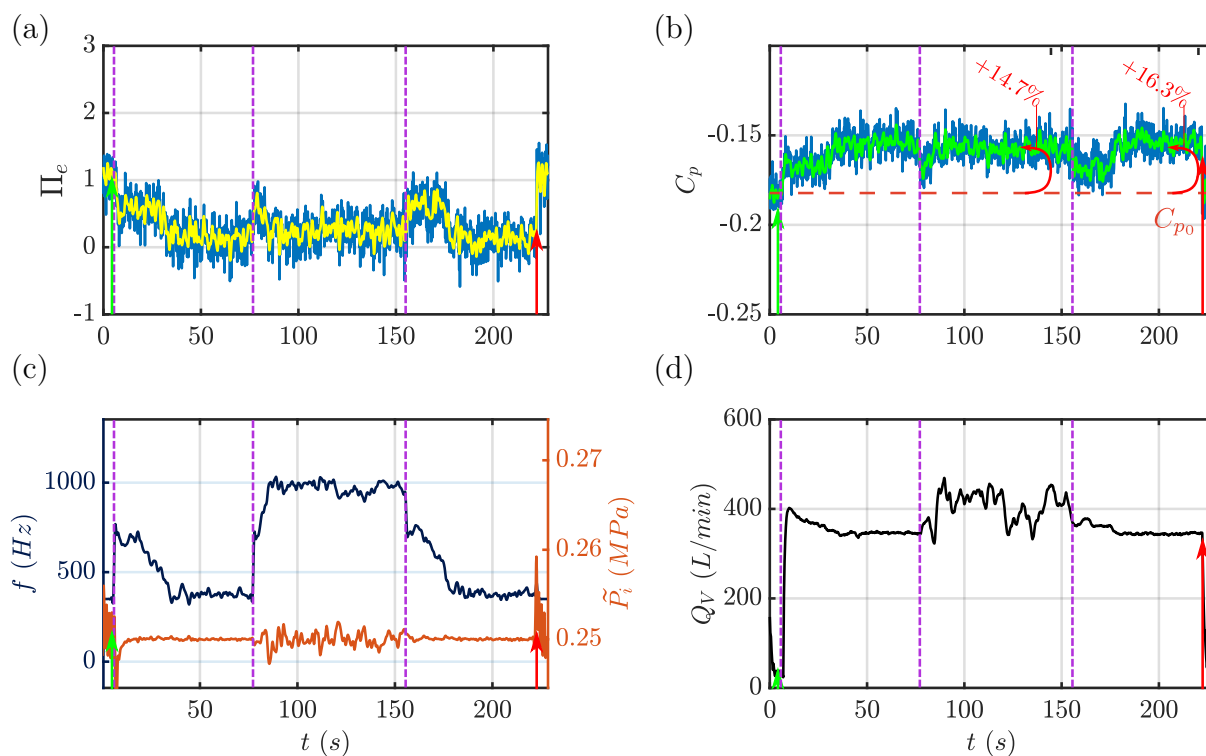 (a)
3
2
1
0
-1
Π_e
0 50 100 150 200
(b)
-0.15
-0.2
-0.25
C_p
+14.7%
+16.3%
C_{p_0}
0 50 100 150 200
(c)
1000
500
0
f (Hz)
0.27
0.26
0.25
P̃_i (MPa)
50 100 150 200
t (s)
(d)
600
400
200
0
Q_V (L/min)
0 50 100 150 200
t (s)